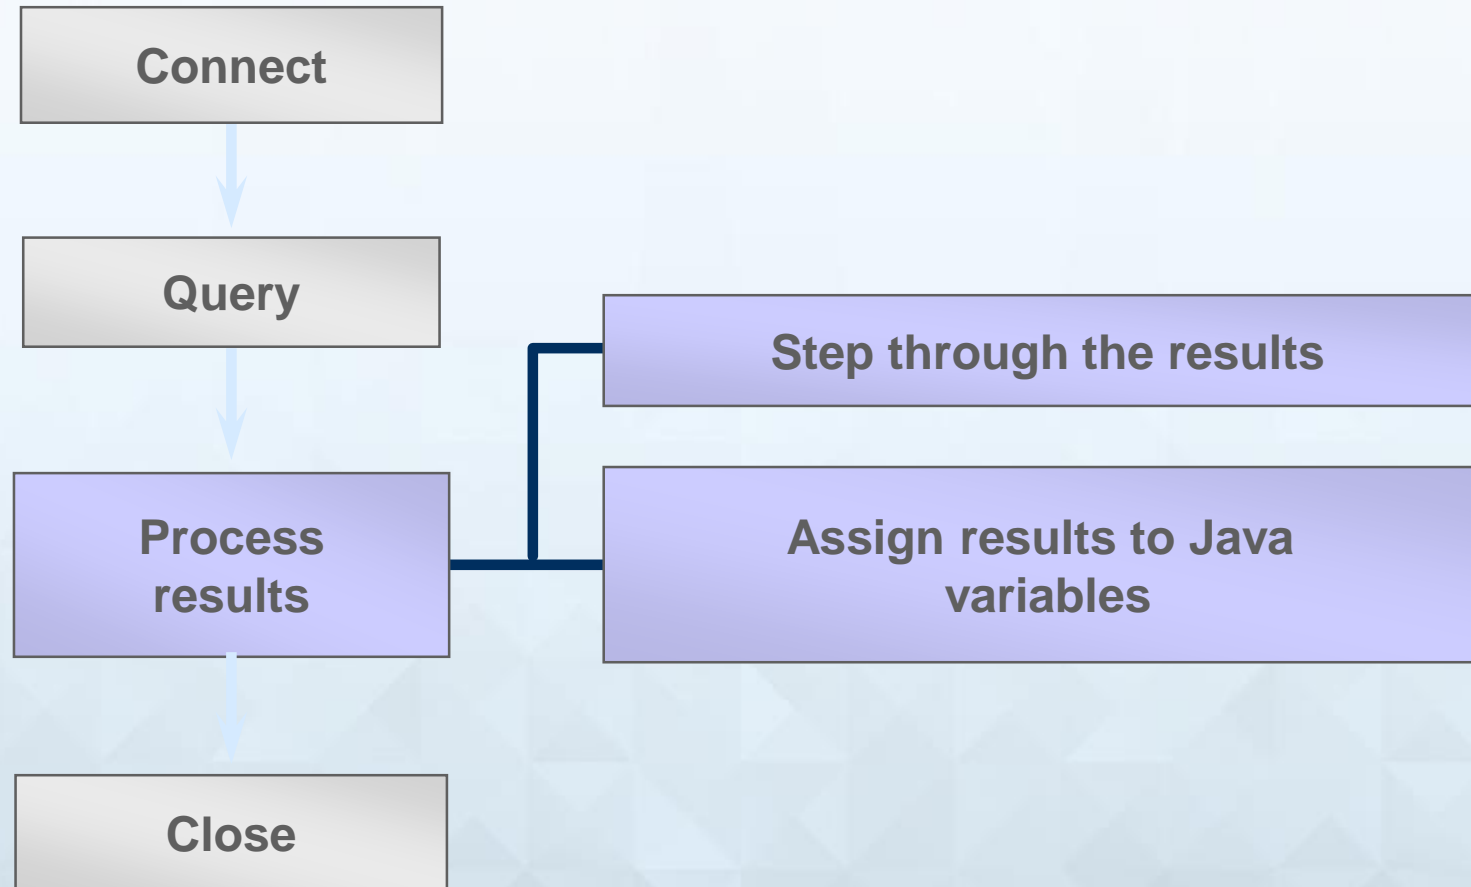 Connect
Query
Step through the results
Process
results
Assign results to Java
variables
Close